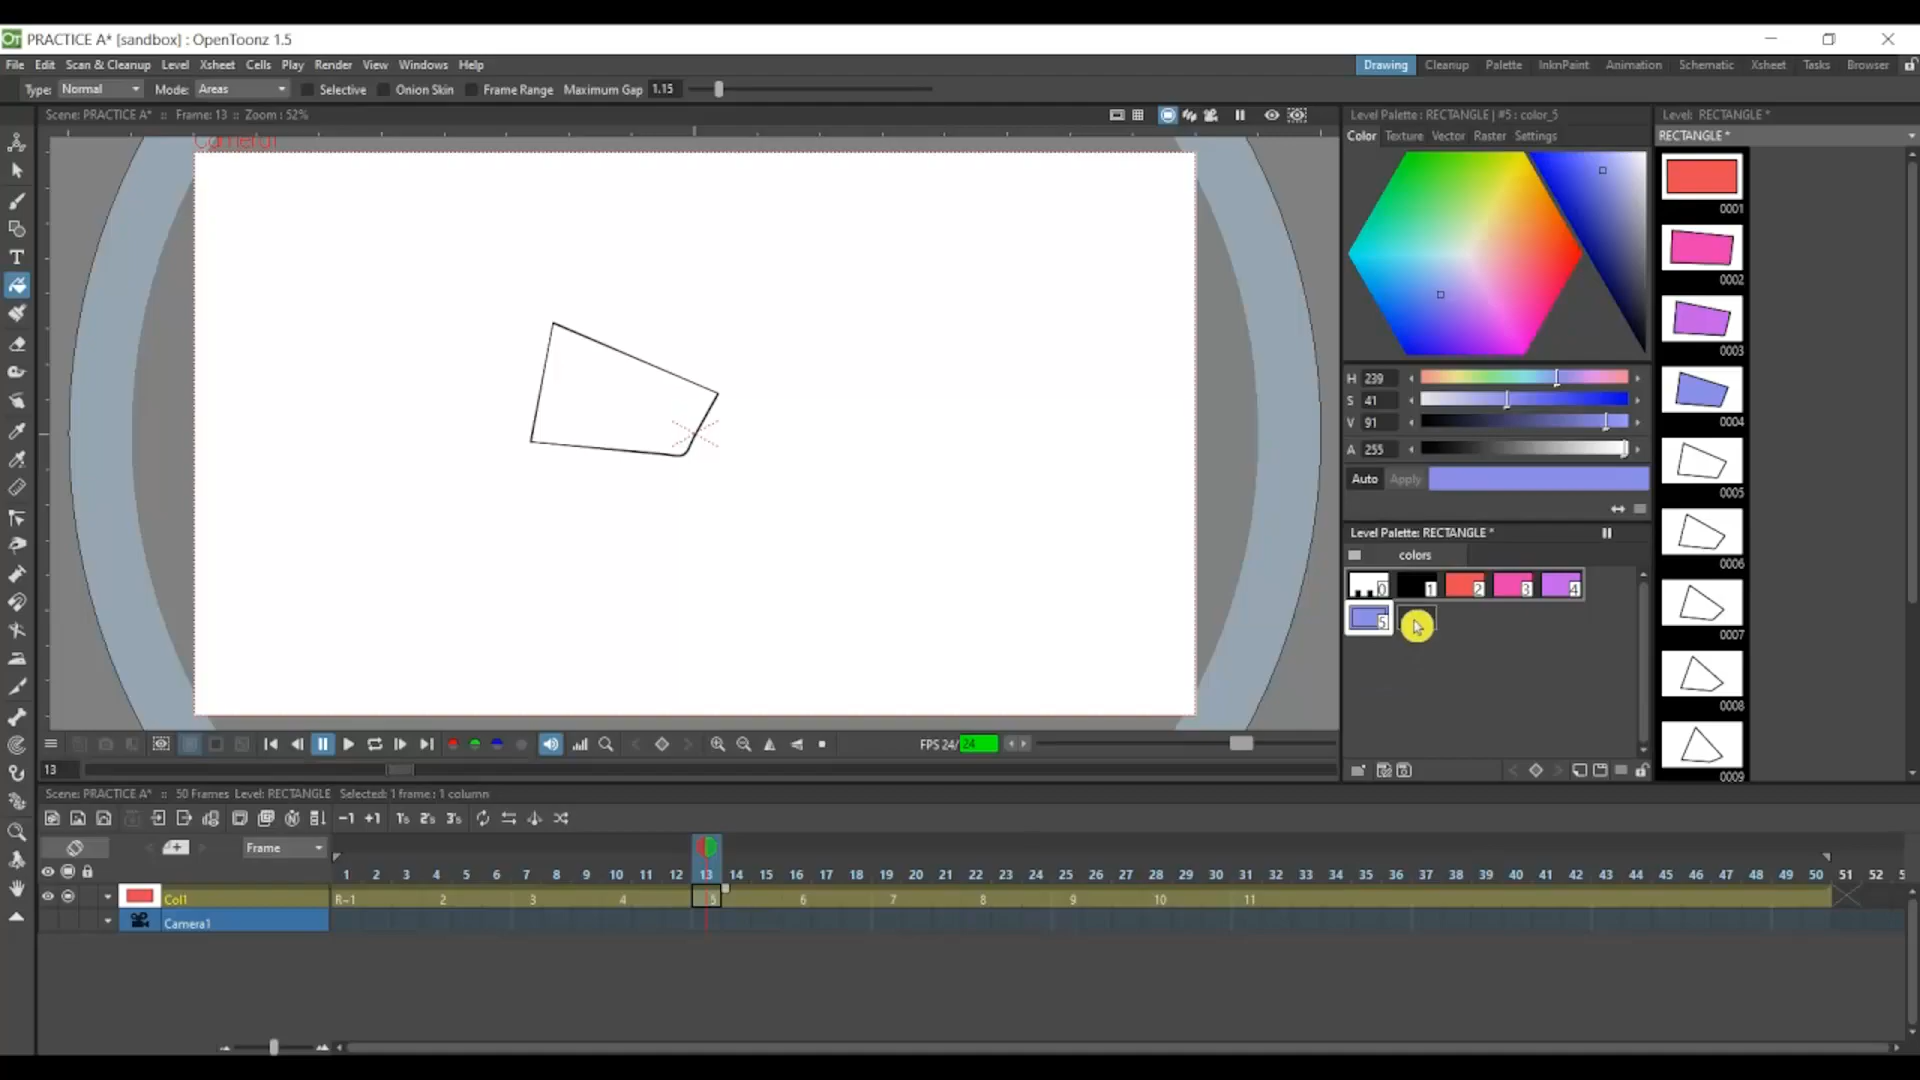 PRACTICE A* [sandbox] : OpenToonz 1.5
File Edit Scan & Cleanup Level Xsheet Cells Play Render View Windows Help
Drawing Cleanup Palette InknPaint Animation Schematic Xsheet Tasks Browser
Type: Normal Mode: Areas Selective Onion Skin Frame Range Maximum Gap 1.15
Scene: PRACTICE A* :: Frame: 13 :: Zoom : 52%
Level Palette: RECTANGLE | #5 : color_5
Level: RECTANGLE *
Color Texture Vector Raster Settings
RECTANGLE *
Camera1
0001
0002
0003
0004
0005
0006
0007
0008
0009
H 239
S 41
V 91
A 255
Auto Apply
Level Palette: RECTANGLE *
colors
0 1 2 3 4
5
FPS 24/24
13
Scene: PRACTICE A* :: 50 Frames Level: RECTANGLE Selected: 1 frame : 1 column
-1 +1 1's 2's 3's
Frame
1 2 3 4 5 6 7 8 9 10 11 12 13 14 15 16 17 18 19 20 21 22 23 24 25 26 27 28 29 30 31 32 33 34 35 36 37 38 39 40 41 42 43 44 45 46 47 48 49 50 51 52 5
Col1 R~1 2 3 4 5 6 7 8 9 10 11
Camera1